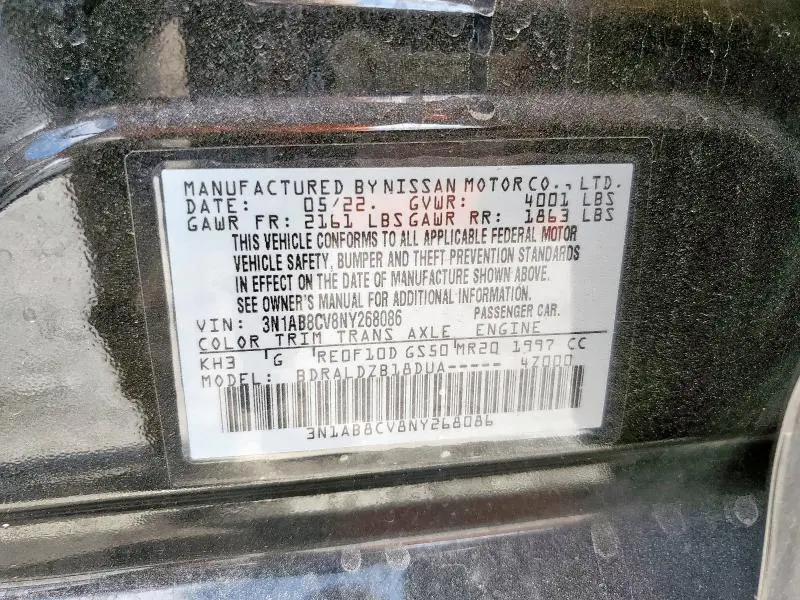 MANUFACTURED BY NISSAN MOTOR CO., LTD.
DATE: 05/22. GVWR: 4001 LBS
GAWR FR: 2161 LBS GAWR RR: 1863 LBS
THIS VEHICLE CONFORMS TO ALL APPLICABLE FEDERAL MOTOR
VEHICLE SAFETY, BUMPER AND THEFT PREVENTION STANDARDS
IN EFFECT ON THE DATE OF MANUFACTURE SHOWN ABOVE.
SEE OWNER'S MANUAL FOR ADDITIONAL INFORMATION.
VIN: 3N1AB8CV8NY268086 PASSENGER CAR.
COLOR TRIM TRANS AXLE ENGINE
KH3 'G RE0F10D GS50 MR20 1997 CC
MODEL: BDRALDZB18DUA----- 4Z000
3N1AB8CV8NY268086